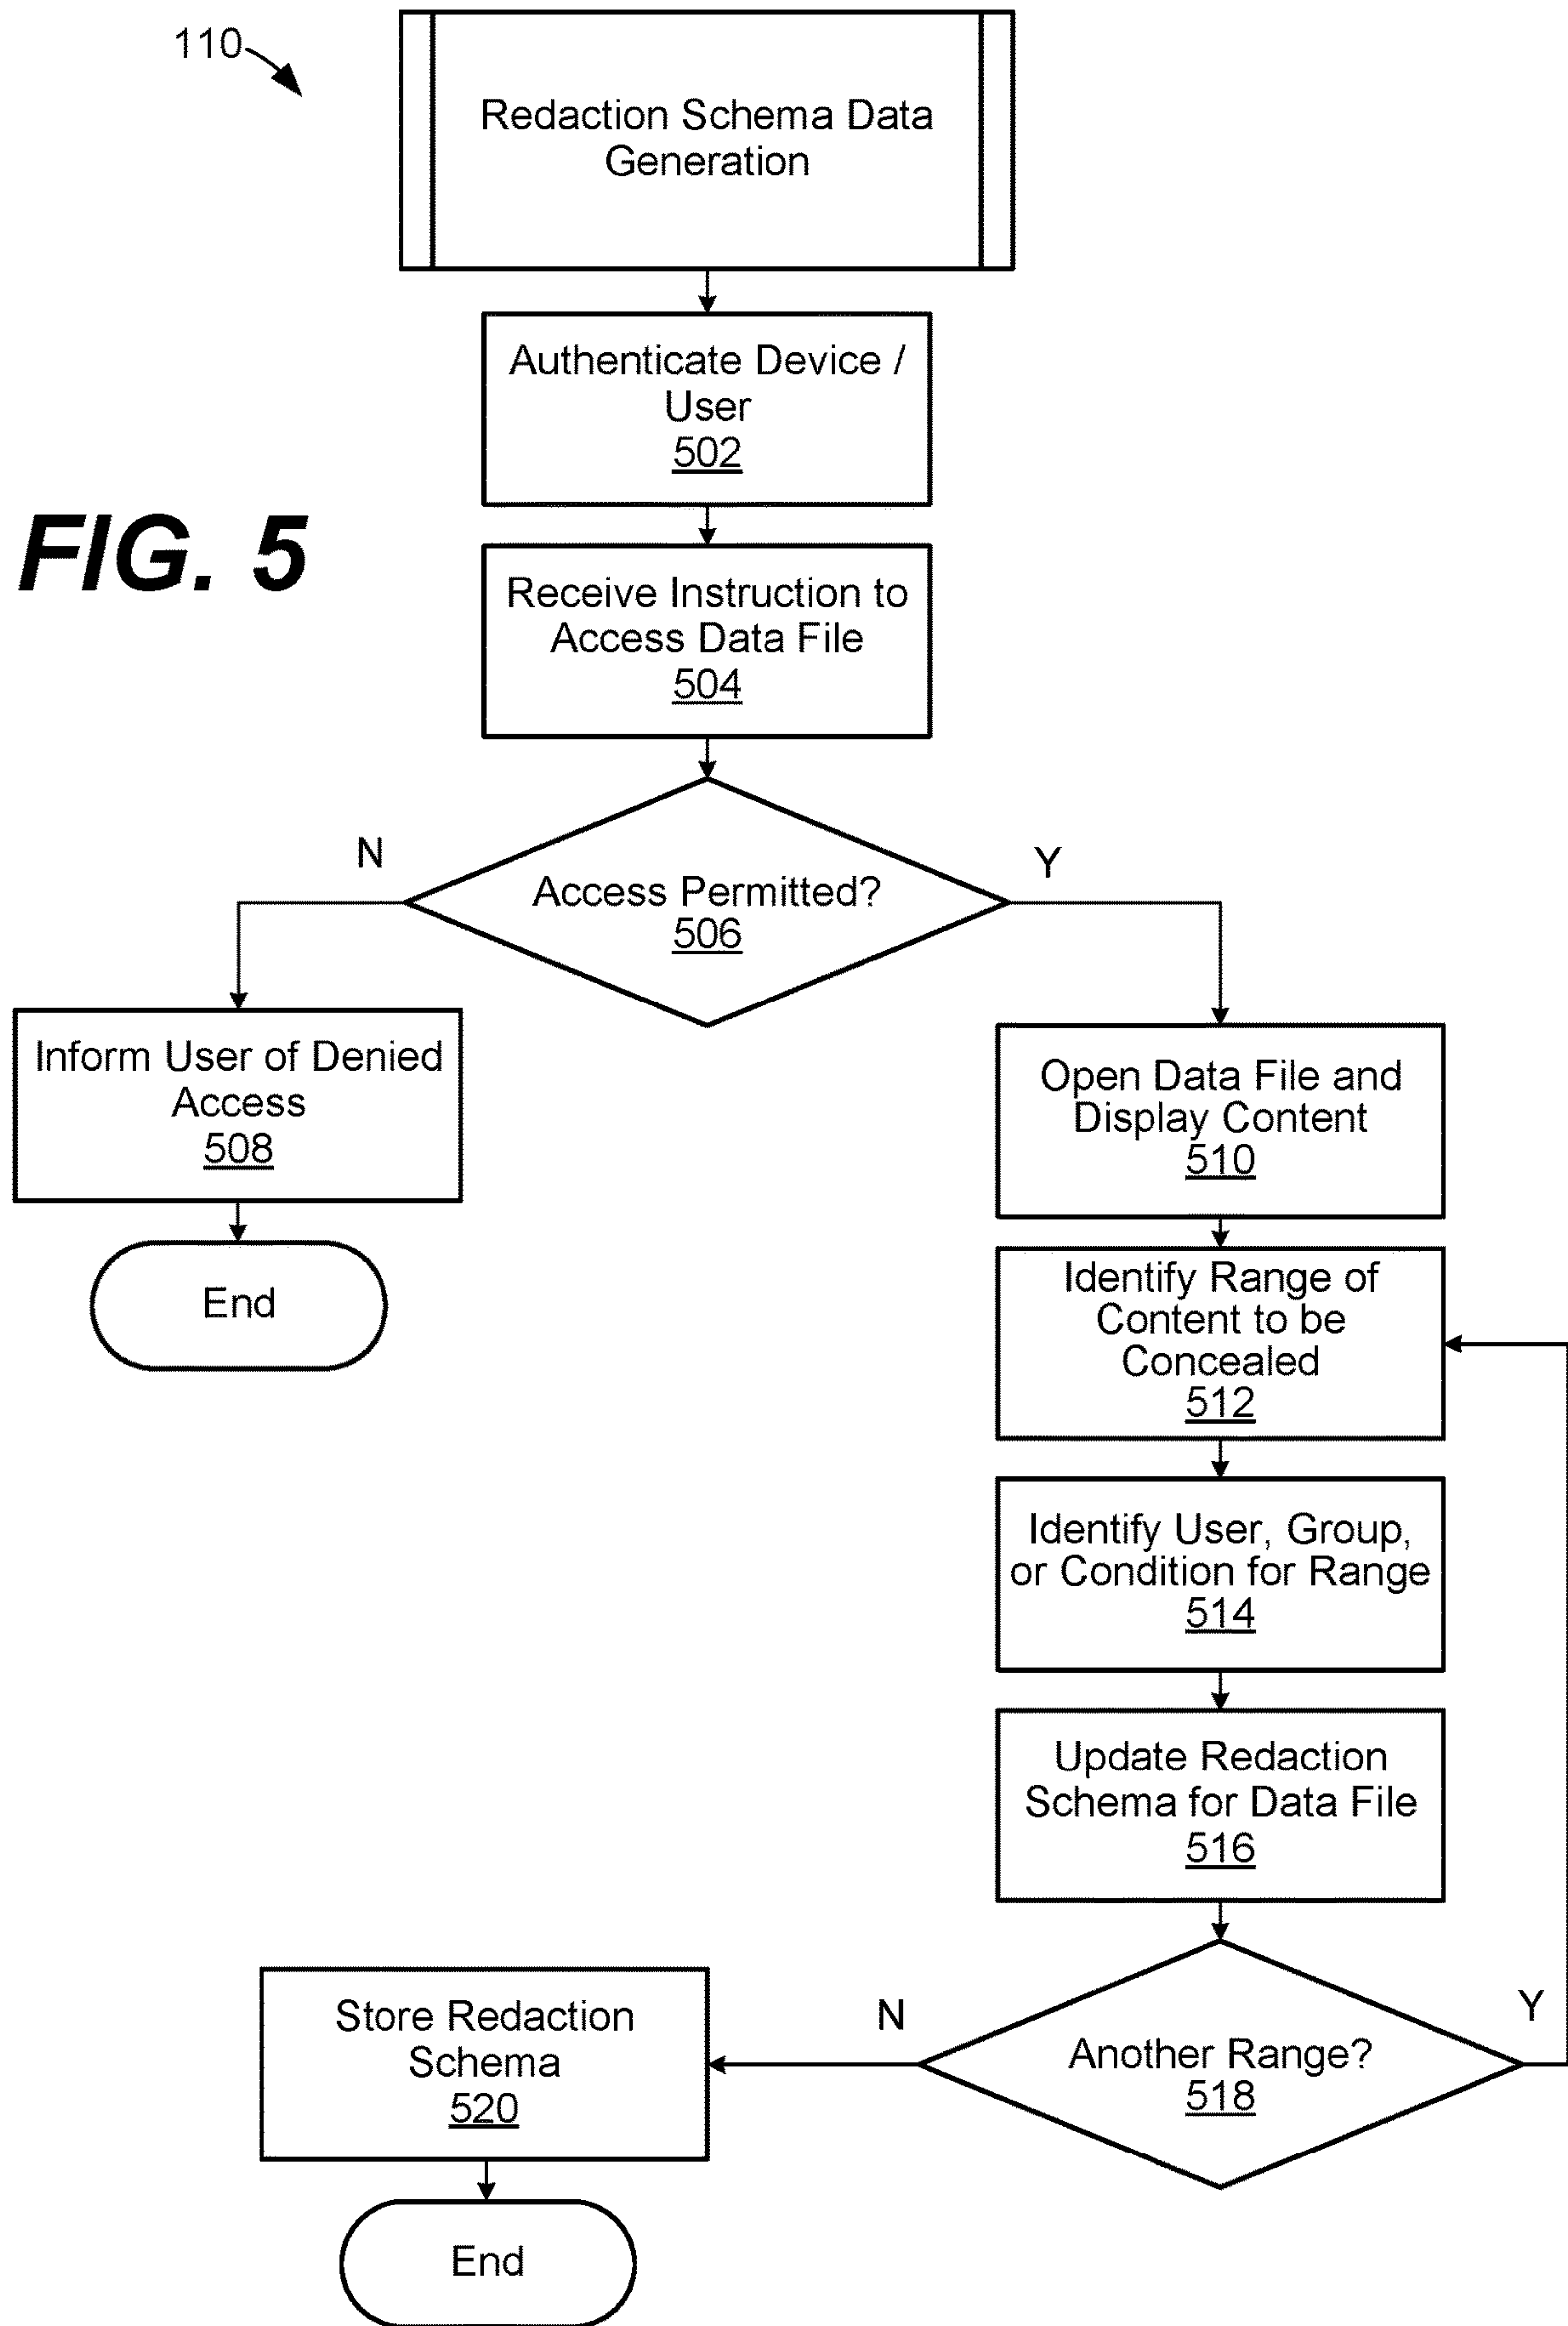 110
Redaction Schema Data
Generation
Authenticate Device /
User
502
FIG. 5
Receive Instruction to
Access Data File
504
N
Y
Access Permitted?
506
Inform User of Denied
Access
508
End
Open Data File and
Display Content
510
Identify Range of
Content to be
Concealed
512
Identify User, Group,
or Condition for Range
514
Update Redaction
Schema for Data File
516
Another Range?
518
N
Y
Store Redaction
Schema
520
End